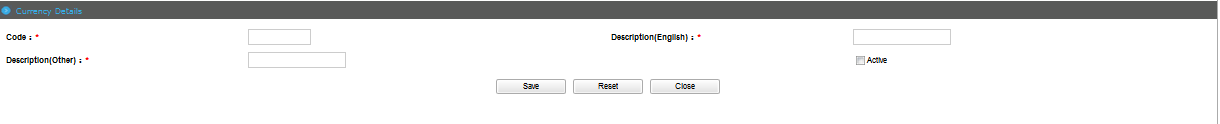 Currency Details
Code : * Description(English) : *
Description(Other) : * Active
Save Reset Close